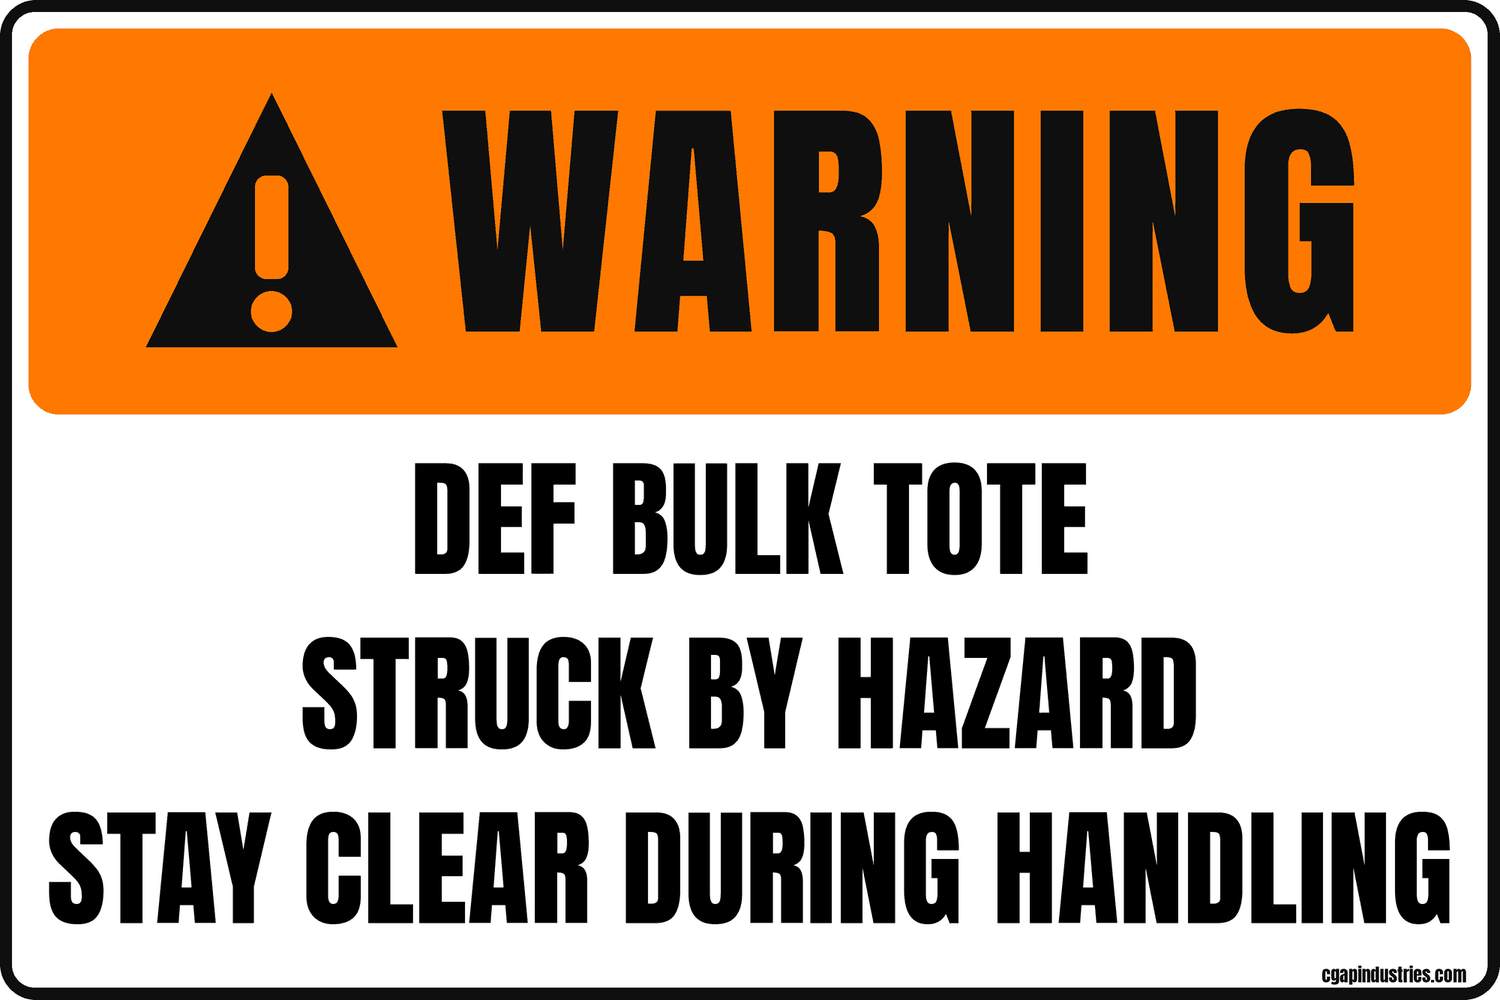 WARNING
DEF BULK TOTE
STRUCK BY HAZARD
STAY CLEAR DURING HANDLING
cgapindustries.com